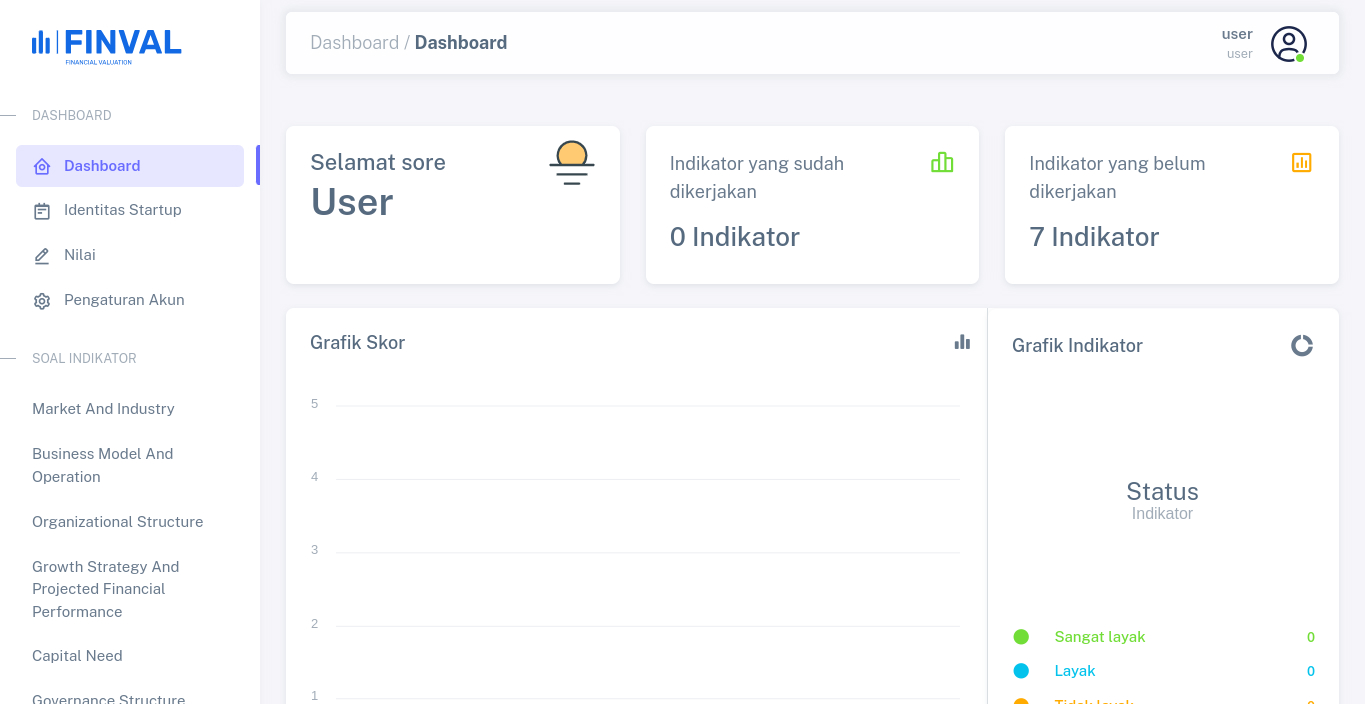 FINVAL
FINANCIAL VALUATION
DASHBOARD
Dashboard
Identitas Startup
Nilai
Pengaturan Akun
SOAL INDIKATOR
Market And Industry
Business Model And
Operation
Organizational Structure
Growth Strategy And
Projected Financial
Performance
Capital Need
Governance Structure
Dashboard / Dashboard
user
user
Selamat sore
User
Indikator yang sudah
dikerjakan
0 Indikator
Indikator yang belum
dikerjakan
7 Indikator
Grafik Skor
5
4
3
2
1
Grafik Indikator
Status
Indikator
Sangat layak 0
Layak 0
Tidak layak 0